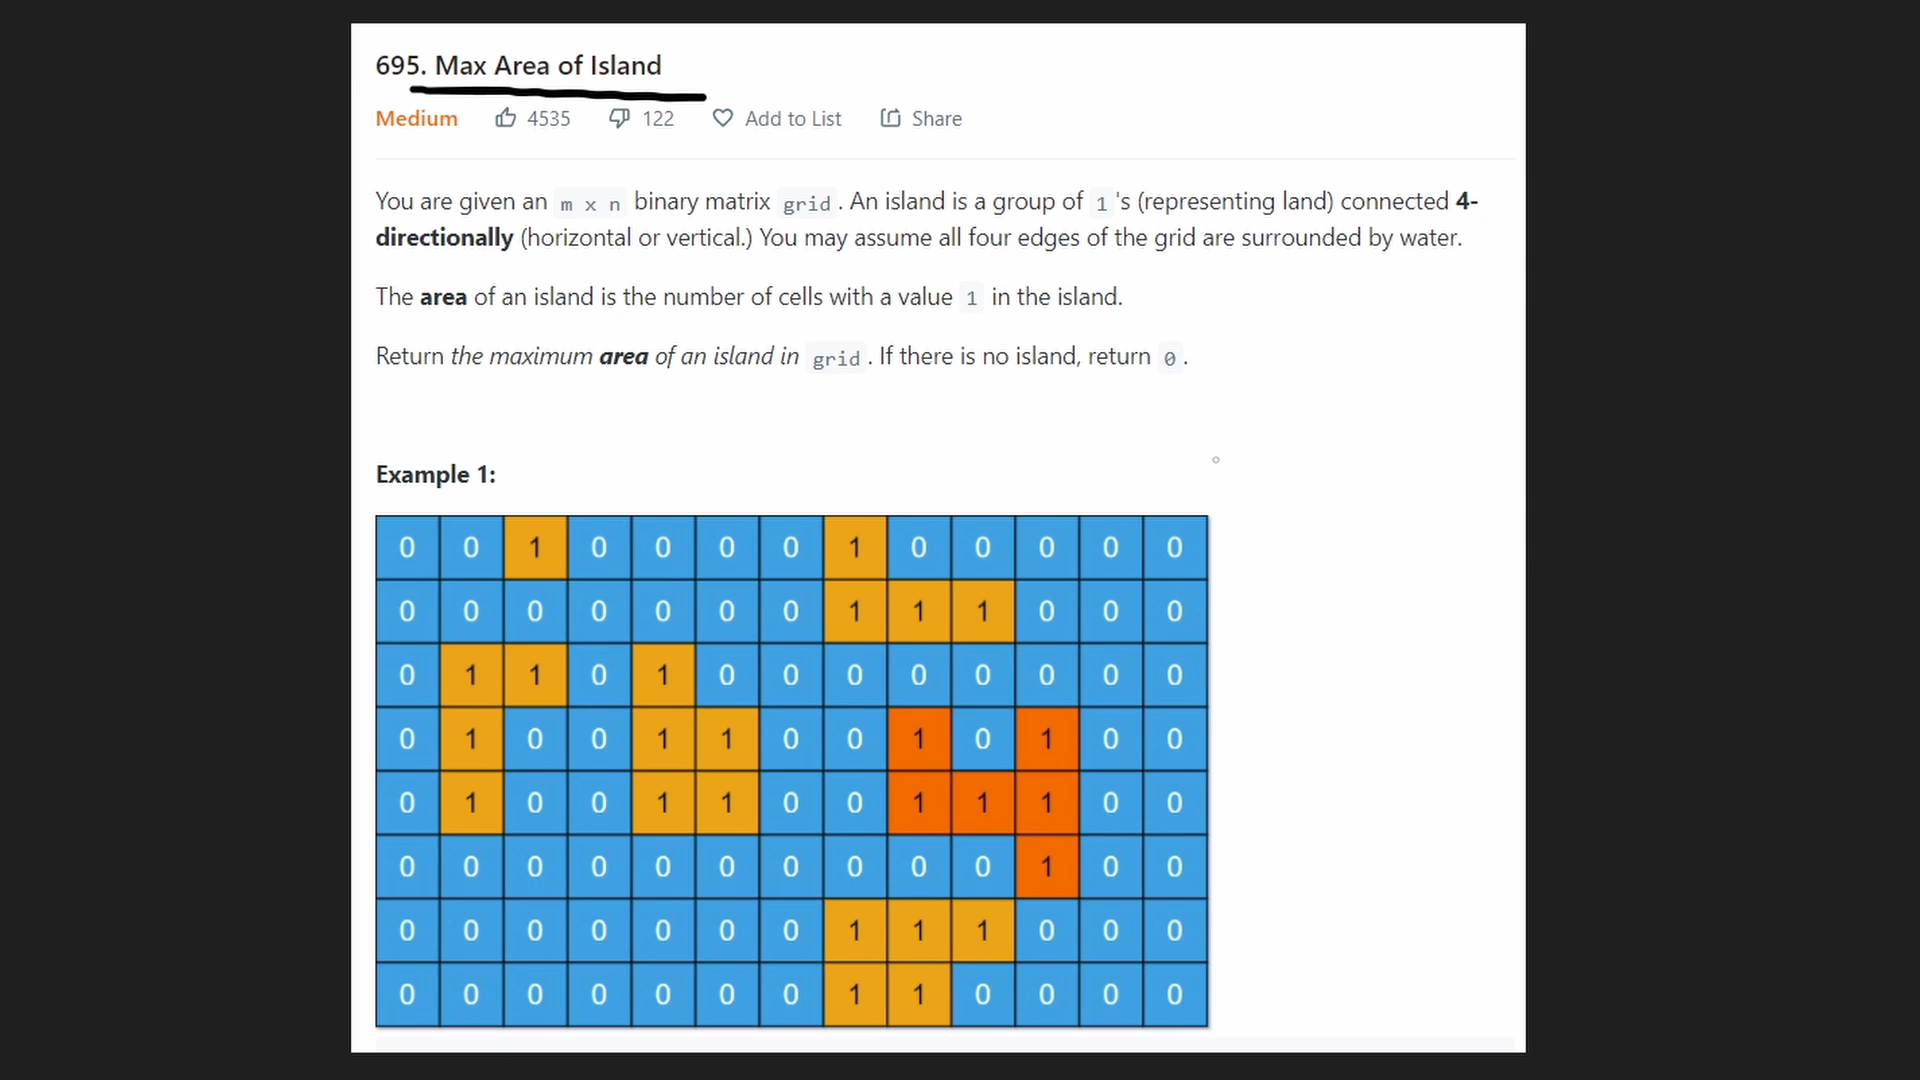 695. Max Area of Island
Medium 4535 122 Add to List Share
You are given an m x n binary matrix grid. An island is a group of 1's (representing land) connected 4-
directionally (horizontal or vertical.) You may assume all four edges of the grid are surrounded by water.
The area of an island is the number of cells with a value 1 in the island.
Return the maximum area of an island in grid. If there is no island, return 0.
Example 1:
0 0 1 0 0 0 0 1 0 0 0 0 0
0 0 0 0 0 0 0 1 1 1 0 0 0
0 1 1 0 1 0 0 0 0 0 0 0 0
0 1 0 0 1 1 0 0 1 0 1 0 0
0 1 0 0 1 1 0 0 1 1 1 0 0
0 0 0 0 0 0 0 0 0 0 1 0 0
0 0 0 0 0 0 0 1 1 1 0 0 0
0 0 0 0 0 0 0 1 1 0 0 0 0